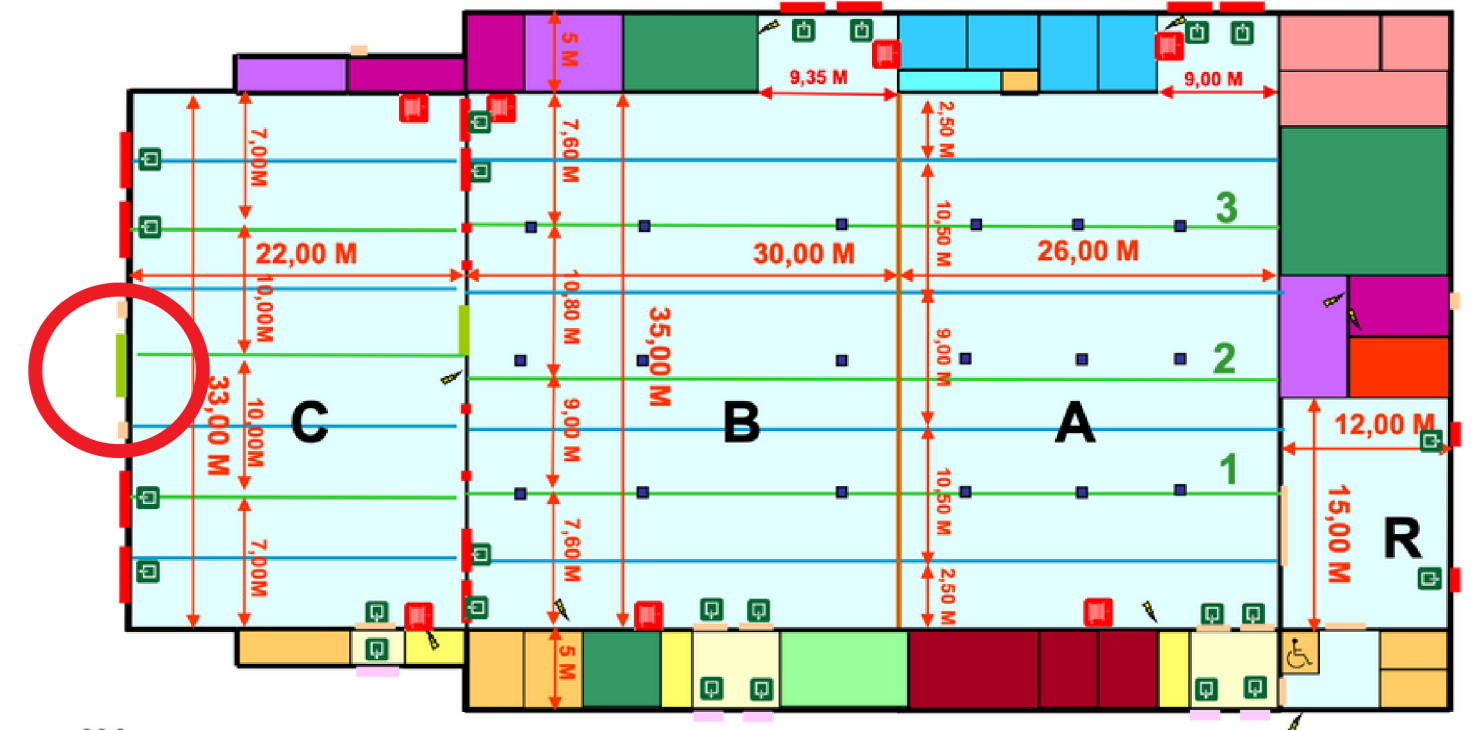 5 M
9,35 M
9,00 M
7,00M
7,60 M
2,50 M
3
22,00 M
30,00 M
10,50 M
26,00 M
10,00M
10,80 M
35,00 M
9,00 M
2
33,00 M
10,00M
C
9,00 M
B
A
12,00 M
1
10,50 M
15,00 M
R
7,00M
7,60 M
2,50 M
5 M